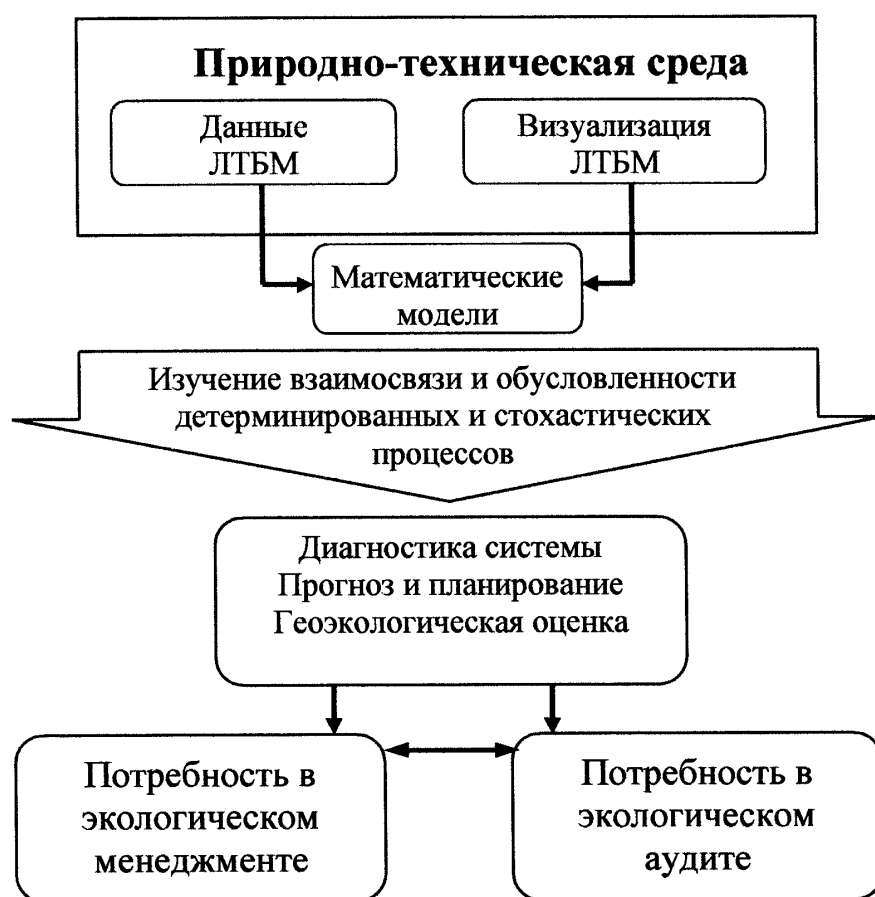 Природно-техническая среда
Данные
ЛТБМ
Визуализация
ЛТБМ
Математические
модели
Изучение взаимосвязи и обусловленности
детерминированных и стохастических
процессов
Диагностика системы
Прогноз и планирование
Геоэкологическая оценка
Потребность в
экологическом
менеджменте
Потребность в
экологическом
аудите